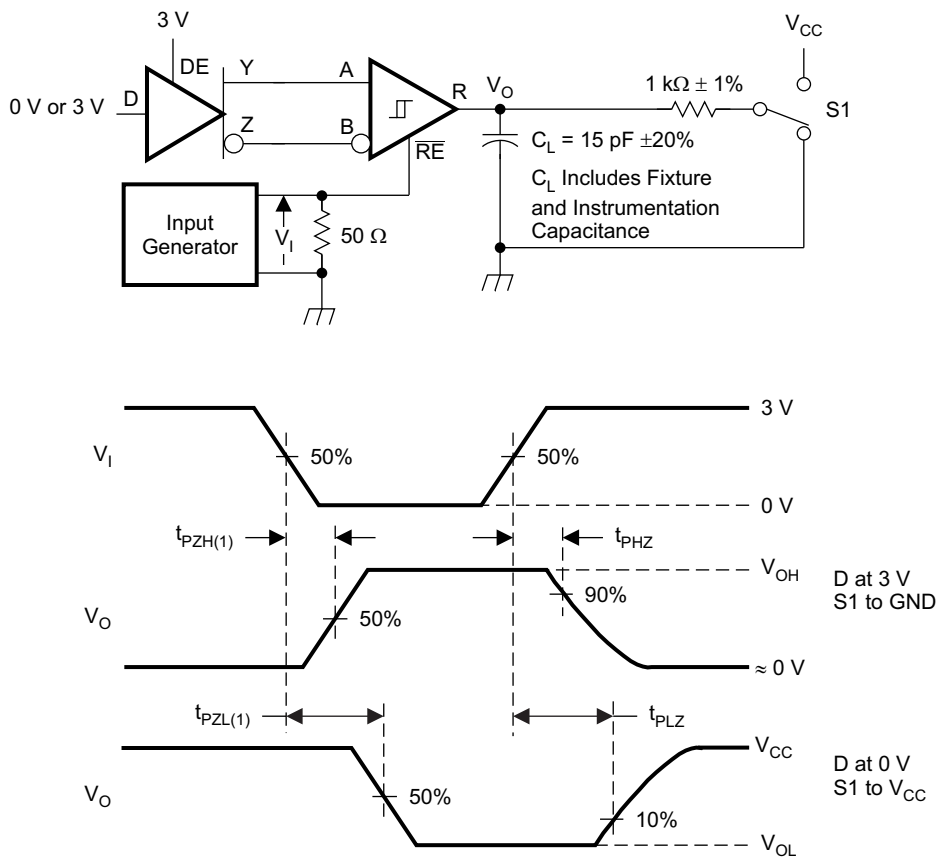 3 V
V_CC
DE
Y
A
D
0 V or 3 V
Z
B
R
V_O
R̅E̅
1 kΩ ± 1%
S1
C_L = 15 pF ±20%
C_L Includes Fixture
and Instrumentation
Capacitance
Input
Generator
V_I
50 Ω
V_I
50%
50%
3 V
0 V
t_PZH(1)
t_PHZ
V_O
50%
90%
V_OH
≈ 0 V
D at 3 V
S1 to GND
t_PZL(1)
t_PLZ
V_O
50%
10%
V_CC
V_OL
D at 0 V
S1 to V_CC